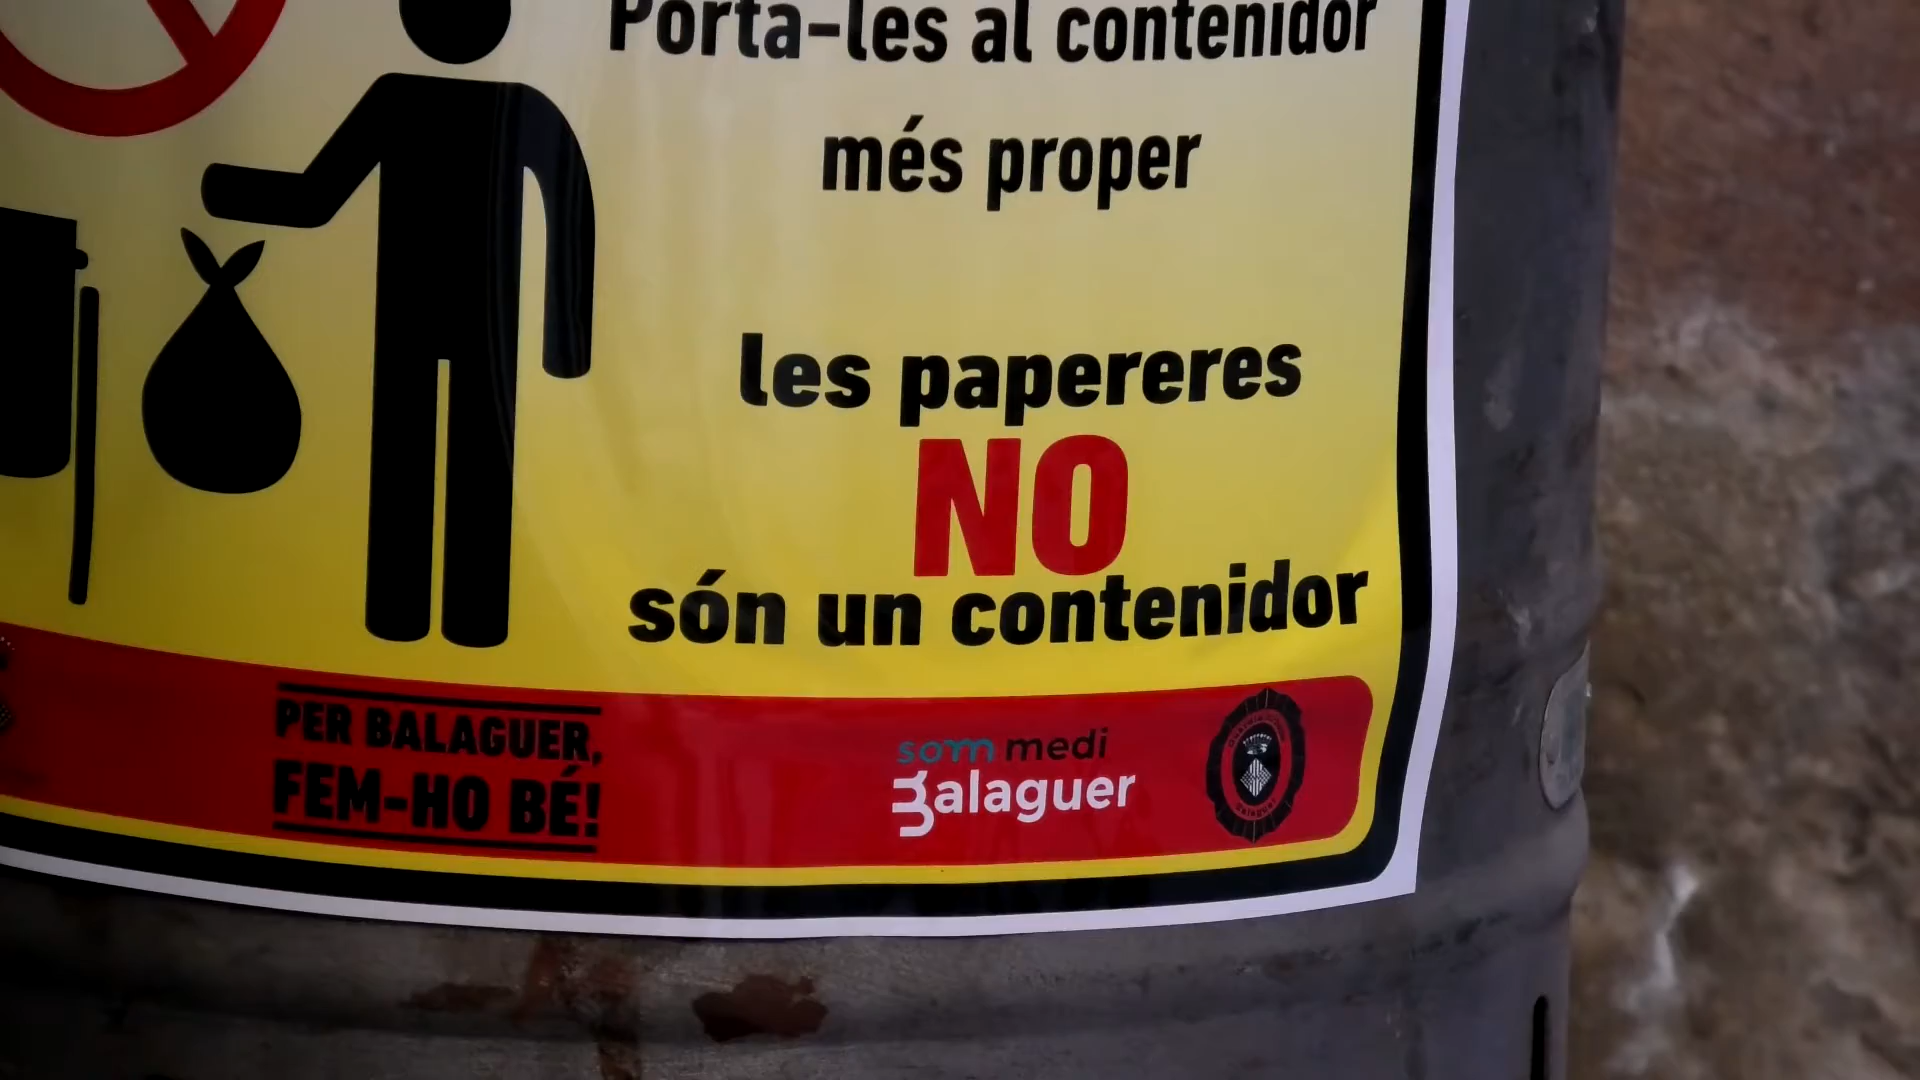 Porta-les al contenidor
més proper
les papereres
NO
són un contenidor
PER BALAGUER,
FEM-HO BÉ!
som medi
Balaguer
Balaguer